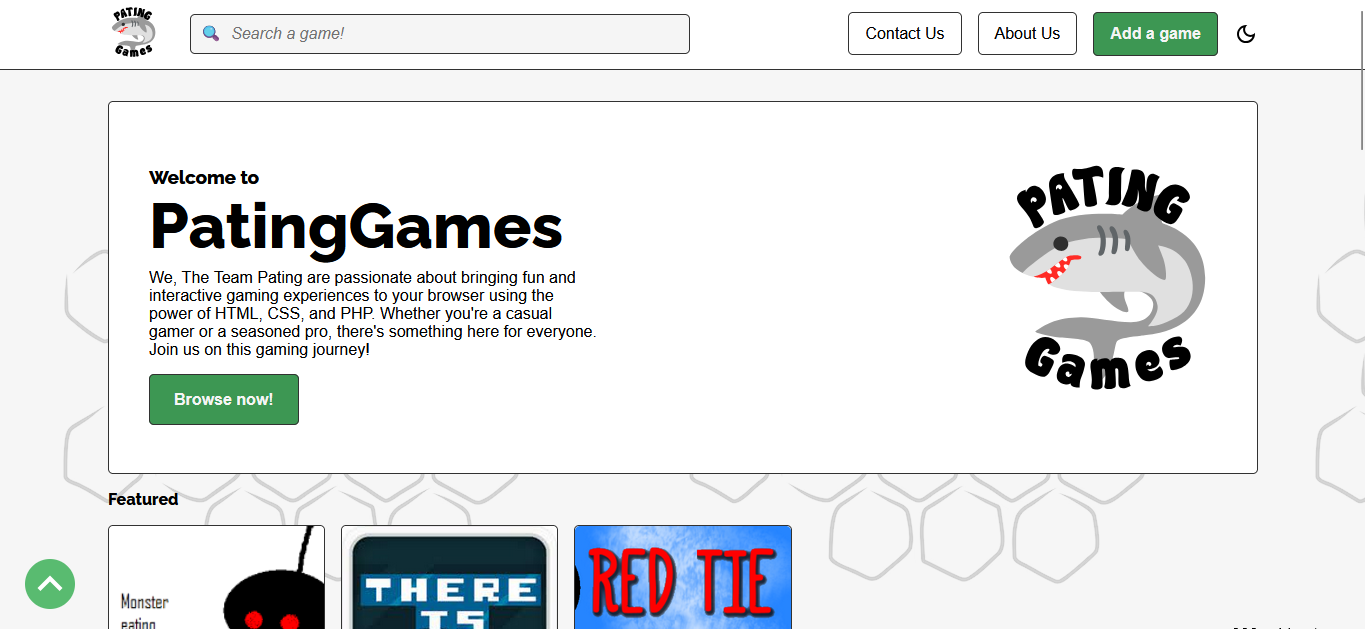 PATING
Games
Search a game!
Contact Us
About Us
Add a game
Welcome to
PatingGames
We, The Team Pating are passionate about bringing fun and
interactive gaming experiences to your browser using the
power of HTML, CSS, and PHP. Whether you're a casual
gamer or a seasoned pro, there's something here for everyone.
Join us on this gaming journey!
Browse now!
PATING
Games
Featured
Monster
eating
THERE
IS
RED TIE